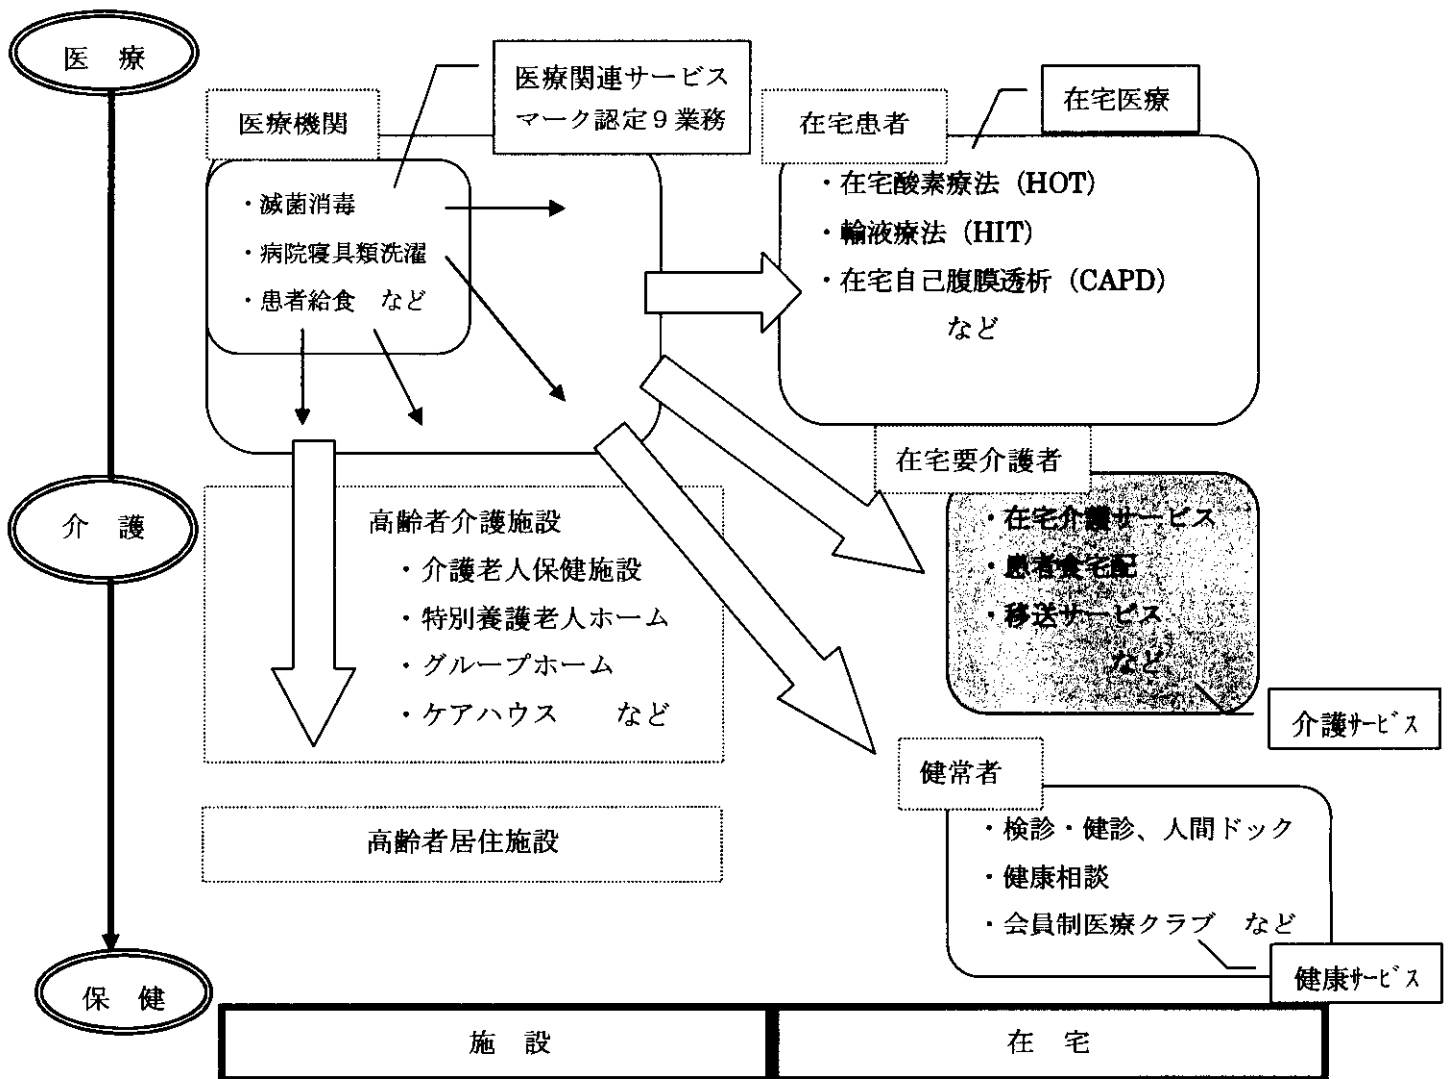 医 療
医療関連サービス
マーク認定9業務
医療機関
・滅菌消毒
・病院寝具類洗濯
・患者給食 など
在宅患者
在宅医療
・在宅酸素療法（HOT）
・輸液療法（HIT）
・在宅自己腹膜透析（CAPD）
など
介 護
高齢者介護施設
・介護老人保健施設
・特別養護老人ホーム
・グループホーム
・ケアハウス など
在宅要介護者
・在宅介護サービス
・患者食宅配
・移送サービス
など
介護ｻｰﾋﾞｽ
高齢者居住施設
健常者
・検診・健診、人間ドック
・健康相談
・会員制医療クラブ など
健康ｻｰﾋﾞｽ
保 健
施 設
在 宅